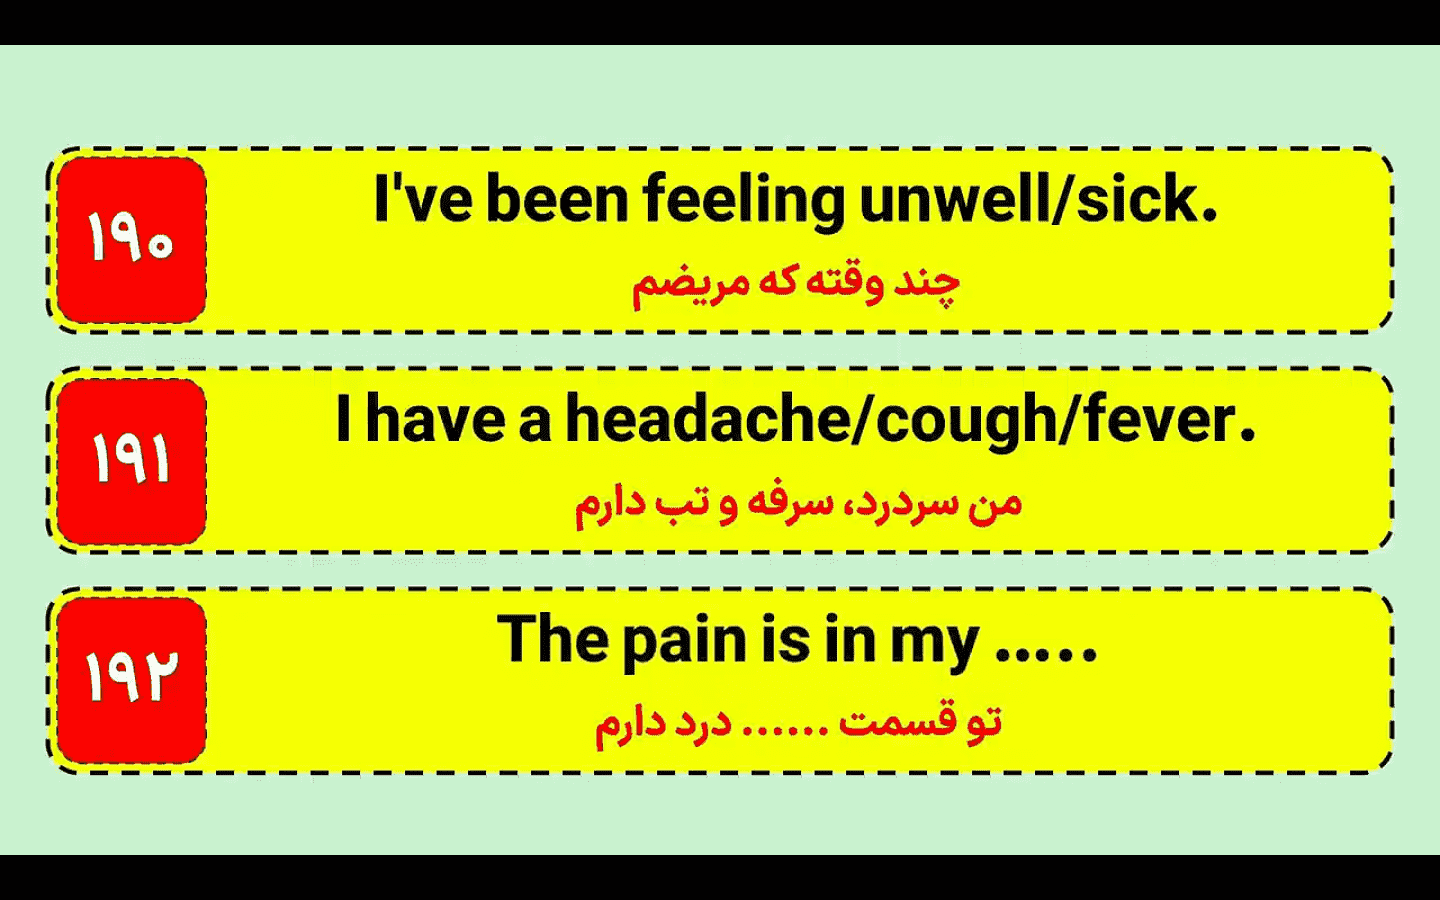 ۱۹۰
I've been feeling unwell/sick.
چند وقته که مریضم
۱۹۱
I have a headache/cough/fever.
من سردرد، سرفه و تب دارم
۱۹۲
The pain is in my .....
تو قسمت ...... درد دارم